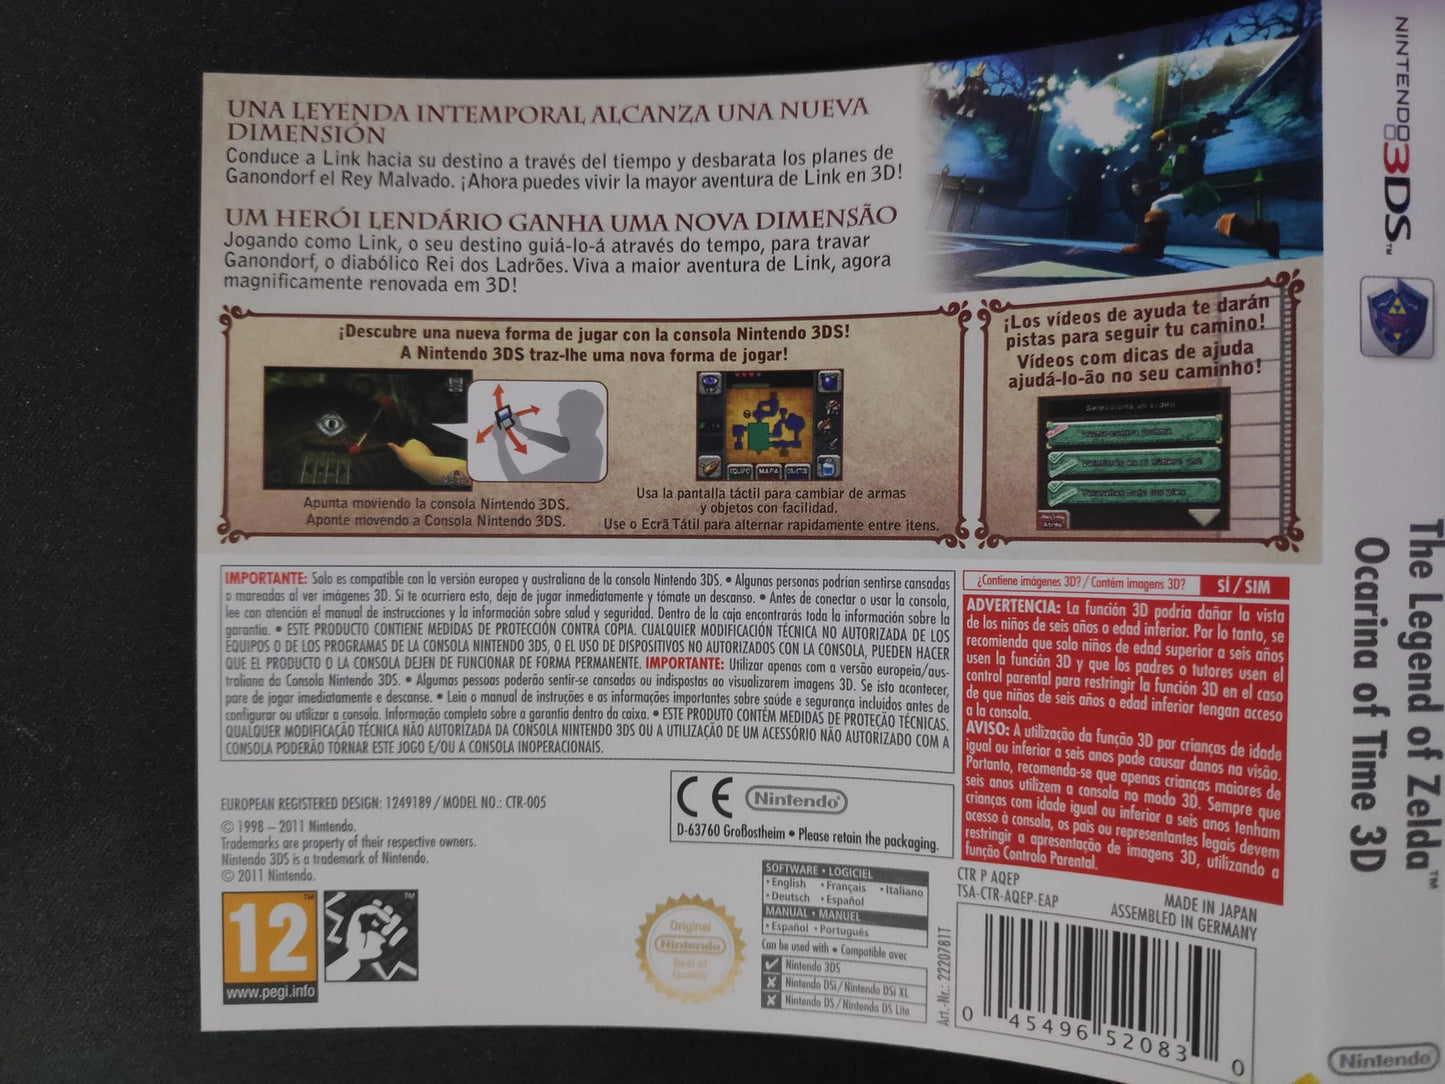 UNA LEYENDA INTEMPORAL ALCANZA UNA NUEVA
DIMENSIÓN
Conduce a Link hacia su destino a través del tiempo y desbarata los planes de
Ganondorf el Rey Malvado. ¡Ahora puedes vivir la mayor aventura de Link en 3D!
UM HERÓI LENDÁRIO GANHA UMA NOVA DIMENSÃO
Jogando como Link, o seu destino guiá-lo-á através do tempo, para travar
Ganondorf, o diabólico Rei dos Ladrões. Viva a maior aventura de Link, agora
magnificamente renovada em 3D!
¡Descubre una nueva forma de jugar con la consola Nintendo 3DS!
A Nintendo 3DS traz-lhe uma nova forma de jogar!
Apunta moviendo la consola Nintendo 3DS.
Aponte movendo a Consola Nintendo 3DS.
EQUIPO MAPA OBJETOS
Usa la pantalla táctil para cambiar de armas
y objetos con facilidad.
Use o Ecrã Tátil para alternar rapidamente entre itens.
¡Los vídeos de ayuda te darán
pistas para seguir tu camino!
Vídeos com dicas de ajuda
ajudá-lo-ão no seu caminho!
Selecciona un vídeo.
Atrás
IMPORTANTE: Solo es compatible con la versión europea y australiana de la consola Nintendo 3DS. • Algunas personas podrían sentirse cansadas
o mareadas al ver imágenes 3D. Si te ocurriera esto, deja de jugar inmediatamente y tómate un descanso. • Antes de conectar o usar la consola,
lee con atención el manual de instrucciones y la información sobre salud y seguridad. Dentro de la caja encontrarás toda la información sobre la
garantía. • ESTE PRODUCTO CONTIENE MEDIDAS DE PROTECCIÓN CONTRA COPIA. CUALQUIER MODIFICACIÓN TÉCNICA NO AUTORIZADA DE LOS
EQUIPOS O DE LOS PROGRAMAS DE LA CONSOLA NINTENDO 3DS, O EL USO DE DISPOSITIVOS NO AUTORIZADOS CON LA CONSOLA, PUEDEN HACER
QUE EL PRODUCTO O LA CONSOLA DEJEN DE FUNCIONAR DE FORMA PERMANENTE. IMPORTANTE: Utilizar apenas com a versão europeia/aus-
traliana da Consola Nintendo 3DS. • Algumas pessoas poderão sentir-se cansadas ou indispostas ao visualizarem imagens 3D. Se isto acontecer,
pare de jogar imediatamente e descanse. • Leia o manual de instruções e as informações importantes sobre saúde e segurança incluídos antes de
configurar ou utilizar a consola. Informação completa sobre a garantia dentro da caixa. • ESTE PRODUTO CONTÉM MEDIDAS DE PROTEÇÃO TÉCNICAS.
QUALQUER MODIFICAÇÃO TÉCNICA NÃO AUTORIZADA DA CONSOLA NINTENDO 3DS OU A UTILIZAÇÃO DE UM ACESSÓRIO NÃO AUTORIZADO COM A
CONSOLA PODERÃO TORNAR ESTE JOGO E/OU A CONSOLA INOPERACIONAIS.
¿Contiene imágenes 3D? / Contém imagens 3D? SÍ / SIM
ADVERTENCIA: La función 3D podría dañar la vista
de los niños de seis años o edad inferior. Por lo tanto, se
recomienda que solo niños de edad superior a seis años
usen la función 3D y que los padres o tutores usen el
control parental para restringir la función 3D en el caso
de que niños de seis años o edad inferior tengan acceso
a la consola.
AVISO: A utilização da função 3D por crianças de idade
igual ou inferior a seis anos pode causar danos na visão.
Portanto, recomenda-se que apenas crianças maiores de
seis anos utilizem a consola no modo 3D. Sempre que
crianças com idade igual ou inferior a seis anos tenham
acesso à consola, os pais ou representantes legais devem
restringir a apresentação de imagens 3D, utilizando a
função Controlo Parental.
EUROPEAN REGISTERED DESIGN: 1249189 / MODEL NO.: CTR-005
© 1998 – 2011 Nintendo.
Trademarks are property of their respective owners.
Nintendo 3DS is a trademark of Nintendo.
© 2011 Nintendo.
12
TM
www.pegi.info
TM
CE Nintendo
D-63760 Großostheim • Please retain the packaging.
Original
Nintendo
Seal of
Quality
SOFTWARE • LOGICIEL
• English • Français • Italiano
• Deutsch • Español
MANUAL • MANUEL
• Español • Português
Can be used with • Compatible avec
Nintendo 3DS
Nintendo DSi/Nintendo DSi XL
Nintendo DS/Nintendo DS Lite
Art.-Nr.: 2220781T
CTR P AQEP
TSA-CTR-AQEP-EAP
MADE IN JAPAN
ASSEMBLED IN GERMANY
0 45496 52083 0
NINTENDO 3DS™
The Legend of Zelda™
Ocarina of Time 3D
Nintendo